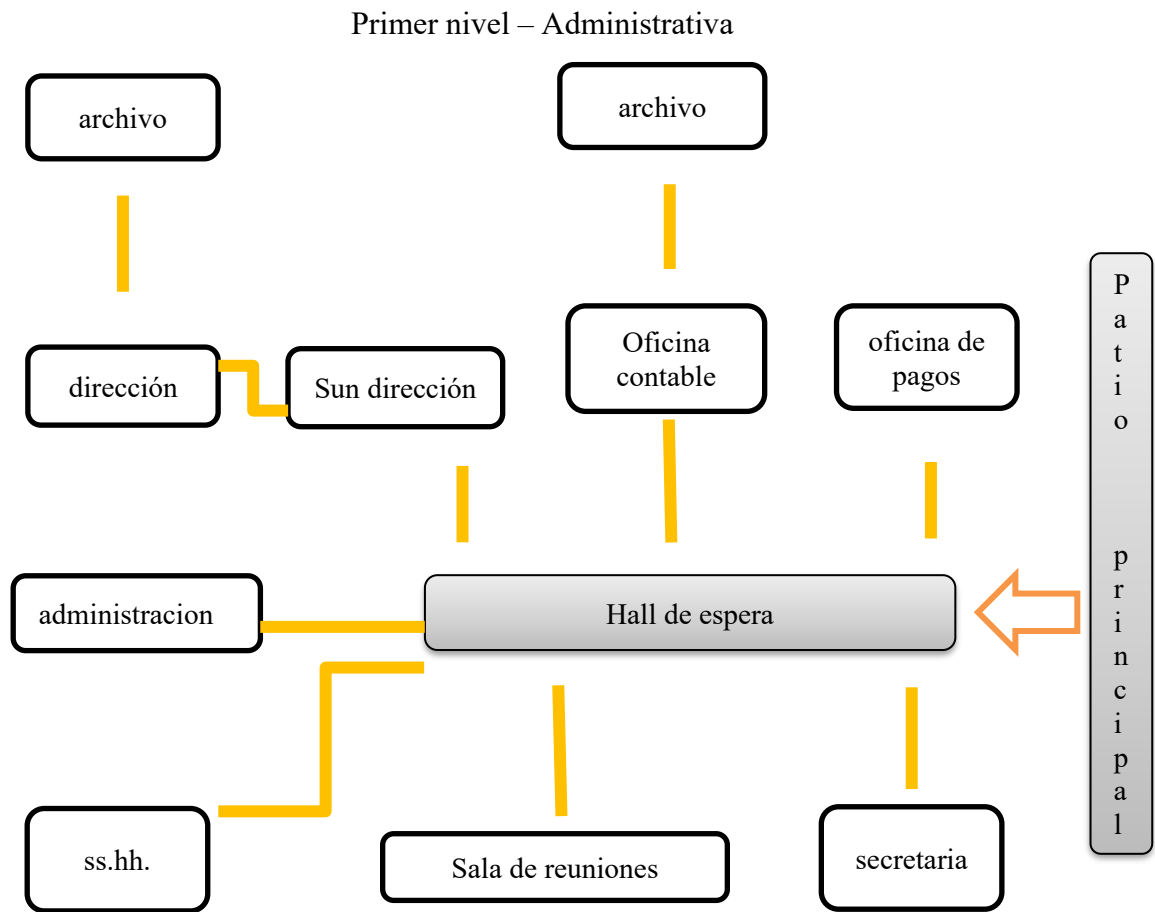 Primer nivel – Administrativa
archivo
archivo
Oficina
contable
oficina de
pagos
dirección
Sun dirección
administracion
Hall de espera
ss.hh.
Sala de reuniones
secretaria
P
a
t
i
o
p
r
i
n
c
i
p
a
l